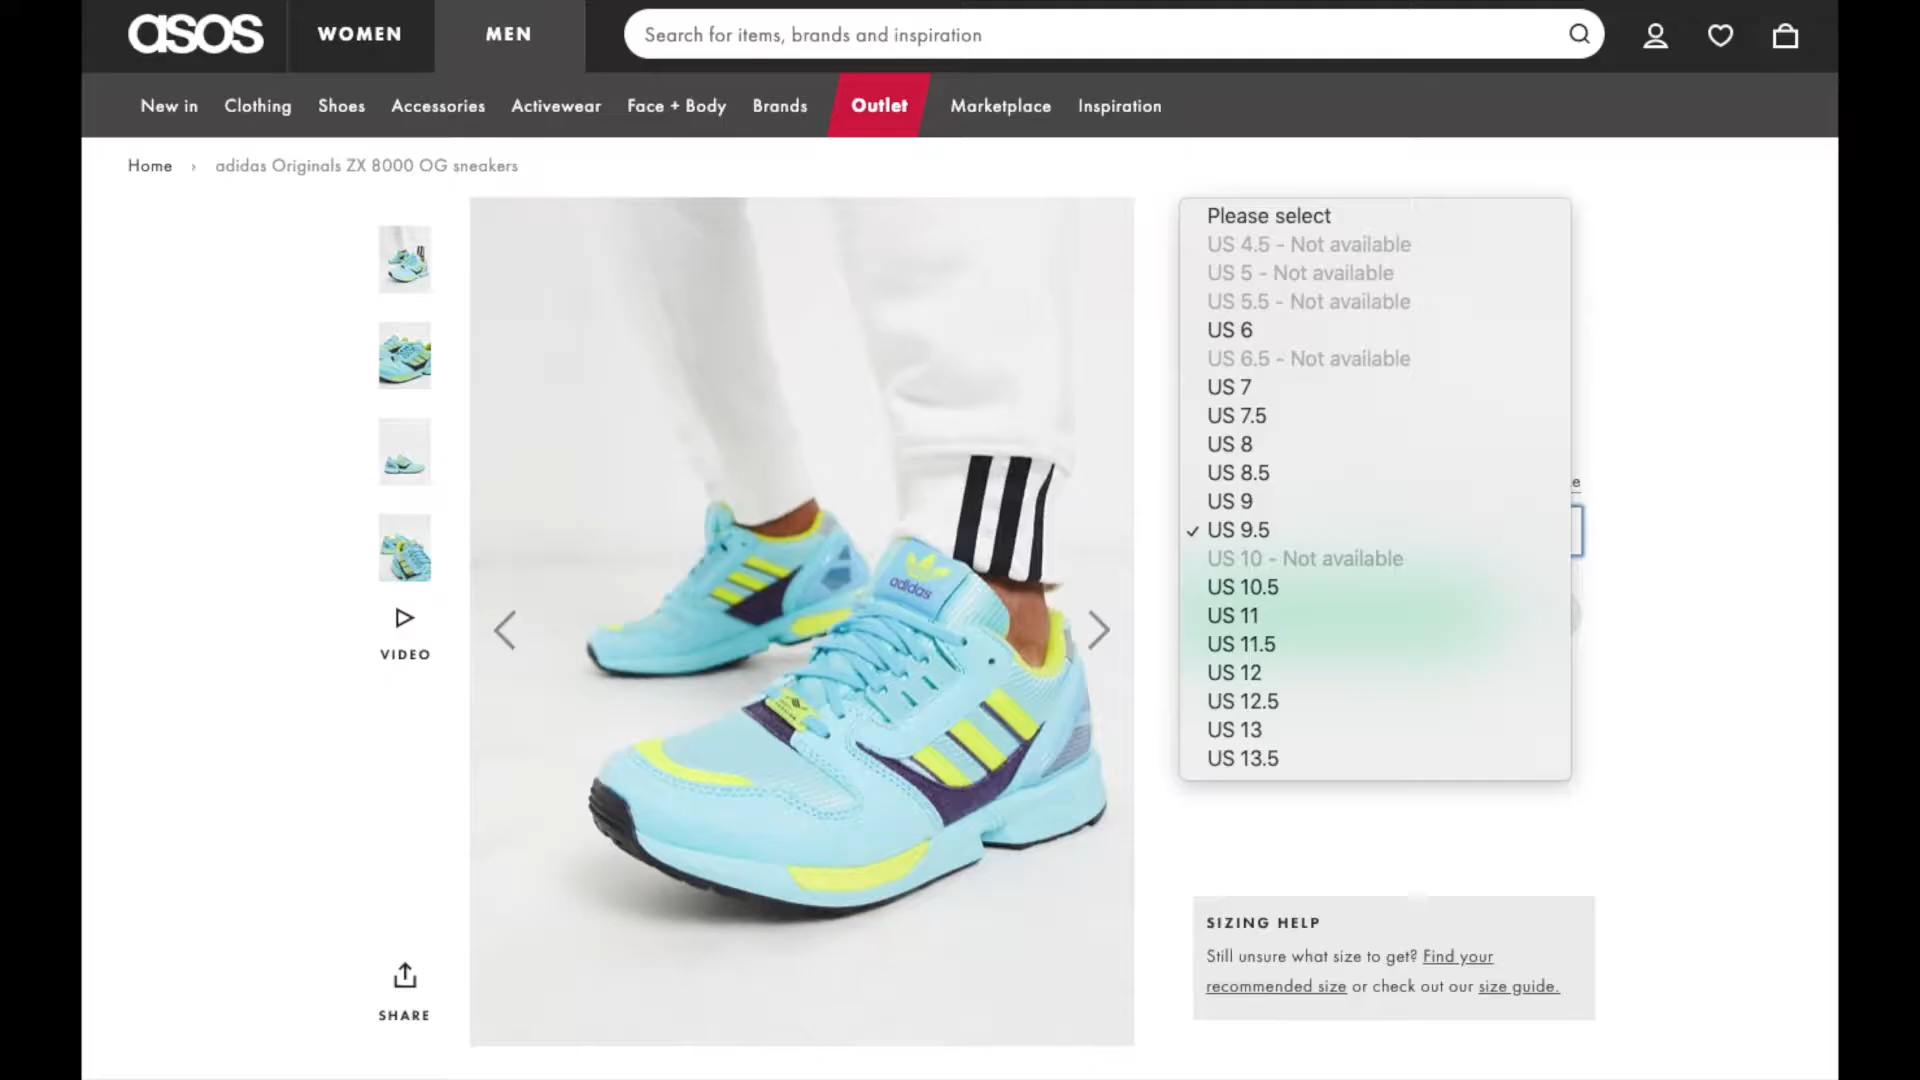 asos
WOMEN
MEN
Search for items, brands and inspiration
New in
Clothing
Shoes
Accessories
Activewear
Face + Body
Brands
Outlet
Marketplace
Inspiration
Home › adidas Originals ZX 8000 OG sneakers
VIDEO
SHARE
adidas
Please select
US 4.5 - Not available
US 5 - Not available
US 5.5 - Not available
US 6
US 6.5 - Not available
US 7
US 7.5
US 8
US 8.5
US 9
✓ US 9.5
US 10 - Not available
US 10.5
US 11
US 11.5
US 12
US 12.5
US 13
US 13.5
SIZING HELP
Still unsure what size to get? Find your
recommended size or check out our size guide.